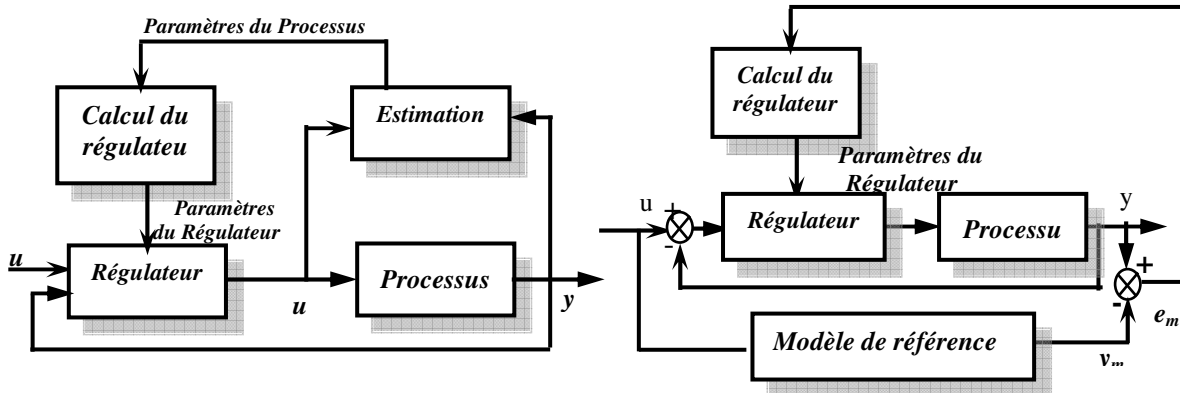 Paramètres du Processus
Calcul du
régulateu
Estimation
Paramètres
du Régulateur
u
Régulateur
u
Processus
y
Calcul du
régulateur
Paramètres du
Régulateur
u
+
-
Régulateur
Processu
y
+
-
e_m
Modèle de référence